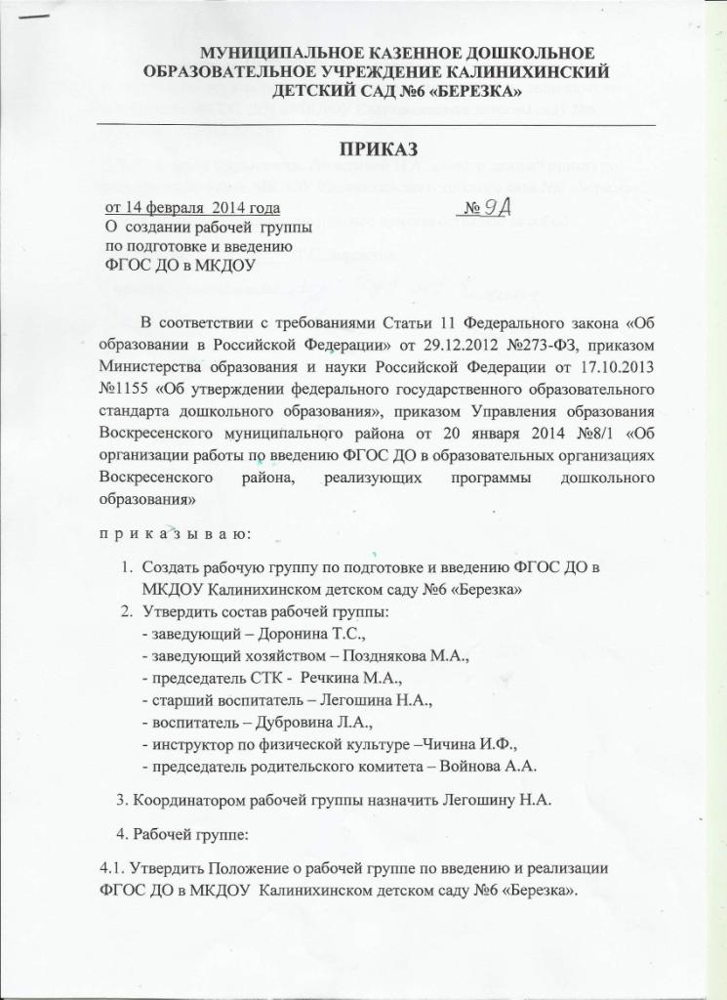 МУНИЦИПАЛЬНОЕ КАЗЕННОЕ ДОШКОЛЬНОЕ
ОБРАЗОВАТЕЛЬНОЕ УЧРЕЖДЕНИЕ КАЛИНИХИНСКИЙ
ДЕТСКИЙ САД №6 «БЕРЕЗКА»
ПРИКАЗ
от 14 февраля 2014 года № 9Д
О создании рабочей группы
по подготовке и введению
ФГОС ДО в МКДОУ
В соответствии с требованиями Статьи 11 Федерального закона «Об
образовании в Российской Федерации» от 29.12.2012 №273-ФЗ, приказом
Министерства образования и науки Российской Федерации от 17.10.2013
№1155 «Об утверждении федерального государственного образовательного
стандарта дошкольного образования», приказом Управления образования
Воскресенского муниципального района от 20 января 2014 №8/1 «Об
организации работы по введению ФГОС ДО в образовательных организациях
Воскресенского района, реализующих программы дошкольного
образования»
п р и к а з ы в а ю:
1. Создать рабочую группу по подготовке и введению ФГОС ДО в
МКДОУ Калинихинском детском саду №6 «Березка»
2. Утвердить состав рабочей группы:
- заведующий – Доронина Т.С.,
- заведующий хозяйством – Позднякова М.А.,
- председатель СТК - Речкина М.А.,
- старший воспитатель – Легошина Н.А.,
- воспитатель – Дубровина Л.А.,
- инструктор по физической культуре –Чичина И.Ф.,
- председатель родительского комитета – Войнова А.А.
3. Координатором рабочей группы назначить Легошину Н.А.
4. Рабочей группе:
4.1. Утвердить Положение о рабочей группе по введению и реализации
ФГОС ДО в МКДОУ Калинихинском детском саду №6 «Березка».